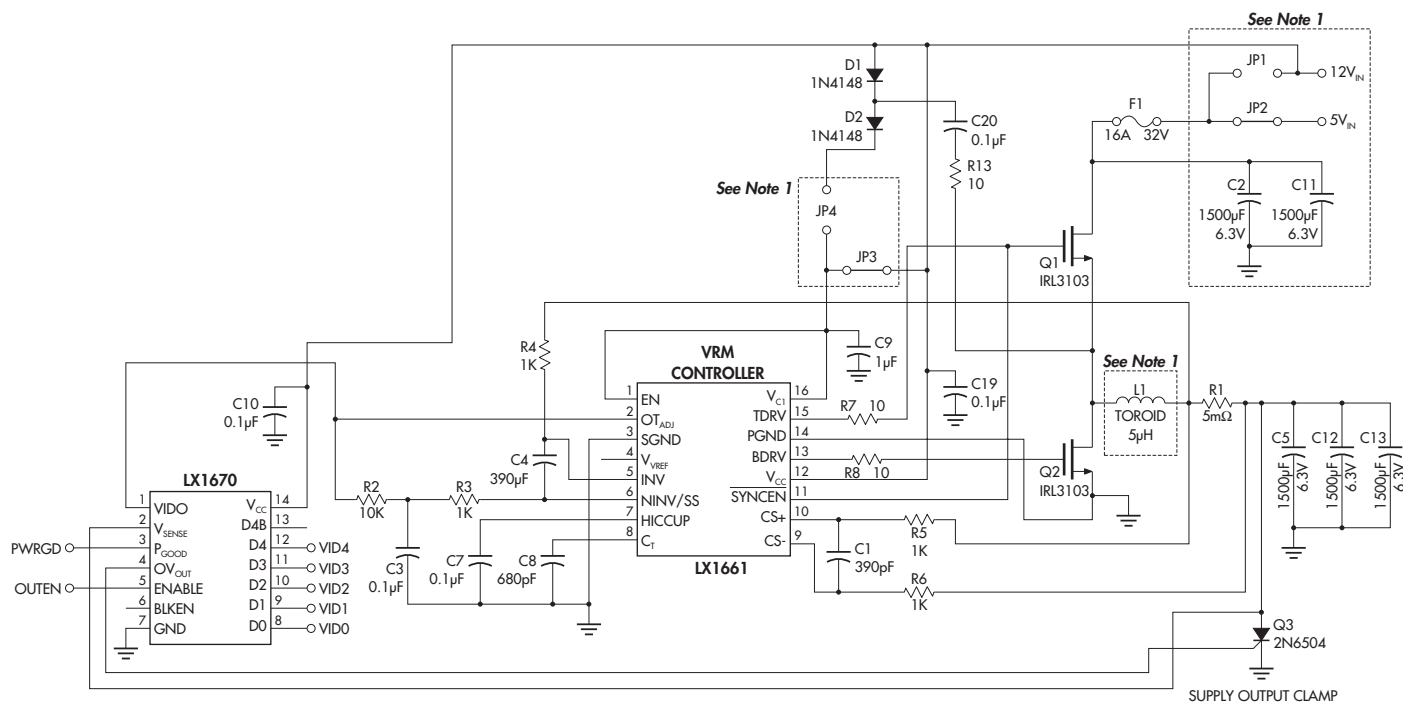 See Note 1
JP1
12V_IN
JP2
5V_IN
F1
16A 32V
D1
1N4148
D2
1N4148
C20
0.1µF
R13
10
C2
1500µF
6.3V
C11
1500µF
6.3V
See Note 1
JP4
JP3
Q1
IRL3103
R4
1K
VRM
CONTROLLER
C9
1µF
See Note 1
L1
TOROID
5µH
R1
5mΩ
C10
0.1µF
C19
0.1µF
1 EN
2 OT_ADJ
3 SGND
4 V_VREF
5 INV
6 NINV/SS
7 HICCUP
8 C_T
V_C1 16
TDRV 15
PGND 14
BDRV 13
V_CC 12
SYNCEN 11
CS+ 10
CS- 9
LX1661
R7 10
R8 10
Q2
IRL3103
C5
1500µF
6.3V
C12
1500µF
6.3V
C13
1500µF
6.3V
C4
390µF
R2
10K
R3
1K
C3
0.1µF
C7
0.1µF
C8
680pF
C1
390pF
R5
1K
R6
1K
LX1670
1 VIDO
2 V_SENSE
3 P_GOOD
4 OV_OUT
5 ENABLE
6 BLKEN
7 GND
V_CC 14
D4B 13
D4 12
D3 11
D2 10
D1 9
D0 8
PWRGD
OUTEN
VID4
VID3
VID2
VID1
VID0
Q3
2N6504
SUPPLY OUTPUT CLAMP